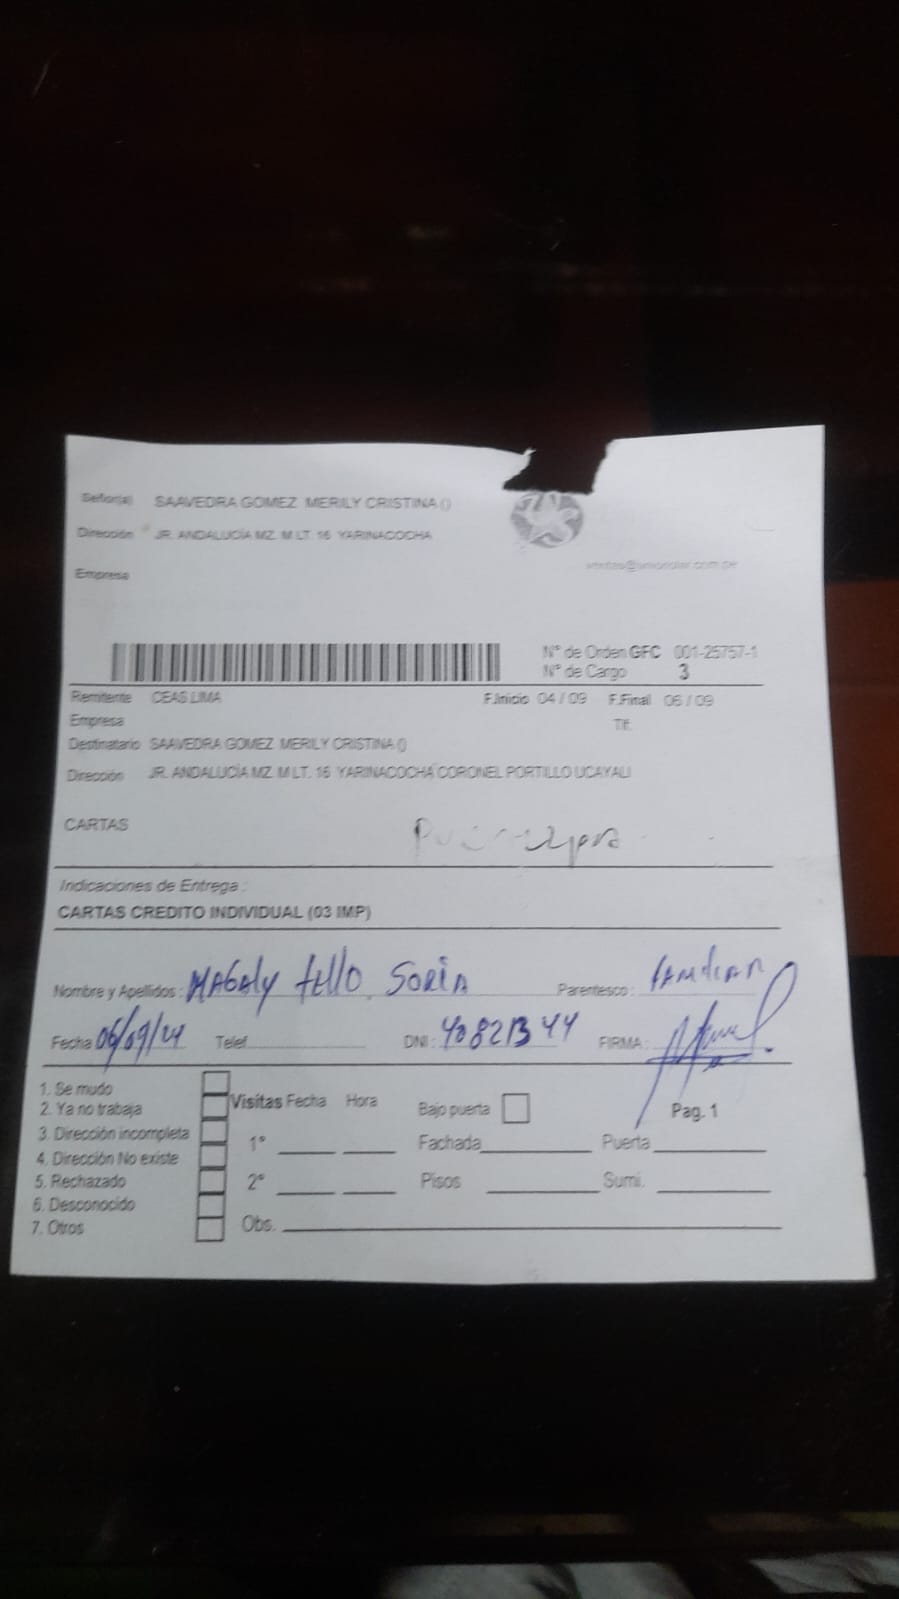 Señor(a) SAAVEDRA GOMEZ MERILY CRISTINA ()
Dirección JR. ANDALUCÍA MZ. M LT. 16 YARINACOCHA
Empresa
Nº de Orden GFC 001-25757-1
Nº de Cargo 3
Remitente CEAS LIMA F.Inicio 04 / 09 F.Final 06 / 09
Empresa Tlf.
Destinatario SAAVEDRA GOMEZ MERILY CRISTINA ()
Dirección JR. ANDALUCÍA MZ. M LT. 16 YARINACOCHA CORONEL PORTILLO UCAYALI
CARTAS
Indicaciones de Entrega :
CARTAS CREDITO INDIVIDUAL (03 IMP)
Nombre y Apellidos : MAGALY tello SORIA Parentesco : FAMILIAR
Fecha 06/09/24 Telef. DNI : 40821344 FIRMA :
1. Se mudo
2. Ya no trabaja Visitas Fecha Hora Bajo puerta Pag. 1
3. Dirección incompleta 1° Fachada Puerta
4. Dirección No existe
5. Rechazado 2° Pisos Sumi.
6. Desconocido
7. Otros Obs.